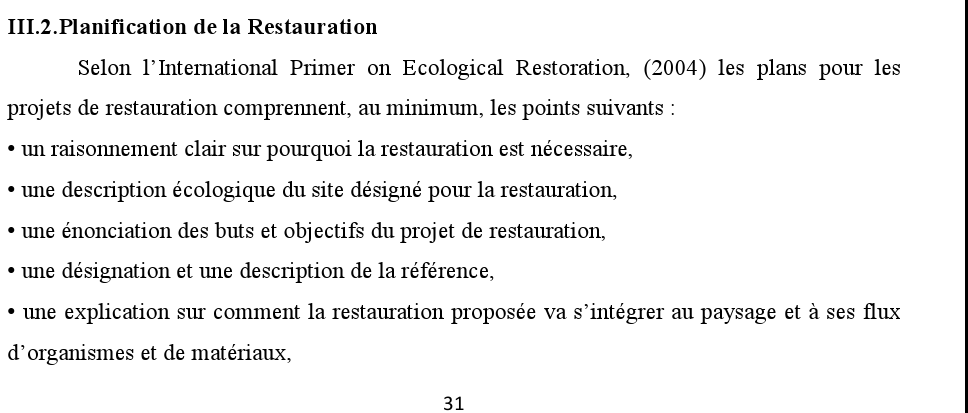 III.2.Planification de la Restauration
Selon l’International Primer on Ecological Restoration, (2004) les plans pour les
projets de restauration comprennent, au minimum, les points suivants :
• un raisonnement clair sur pourquoi la restauration est nécessaire,
• une description écologique du site désigné pour la restauration,
• une énonciation des buts et objectifs du projet de restauration,
• une désignation et une description de la référence,
• une explication sur comment la restauration proposée va s’intégrer au paysage et à ses flux
d’organismes et de matériaux,
31